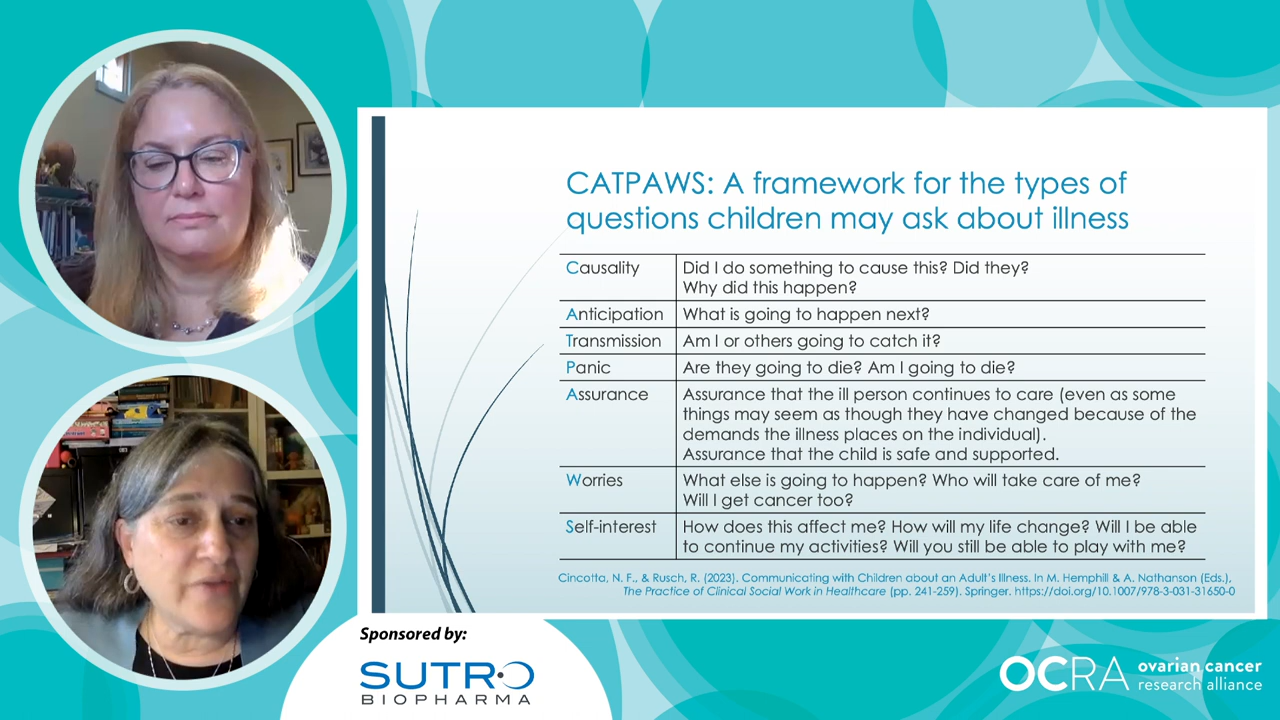 CATPAWS: A framework for the types of
questions children may ask about illness
Causality
Did I do something to cause this? Did they?
Why did this happen?
Anticipation
What is going to happen next?
Transmission
Am I or others going to catch it?
Panic
Are they going to die? Am I going to die?
Assurance
Assurance that the ill person continues to care (even as some
things may seem as though they have changed because of the
demands the illness places on the individual).
Assurance that the child is safe and supported.
Worries
What else is going to happen? Who will take care of me?
Will I get cancer too?
Self-interest
How does this affect me? How will my life change? Will I be able
to continue my activities? Will you still be able to play with me?
Cincotta, N. F., & Rusch, R. (2023). Communicating with Children about an Adult's Illness. In M. Hemphill & A. Nathanson (Eds.),
The Practice of Clinical Social Work in Healthcare (pp. 241-259). Springer. https://doi.org/10.1007/978-3-031-31650-0
Sponsored by:
SUTRO
BIOPHARMA
OCRA
ovarian cancer
research alliance